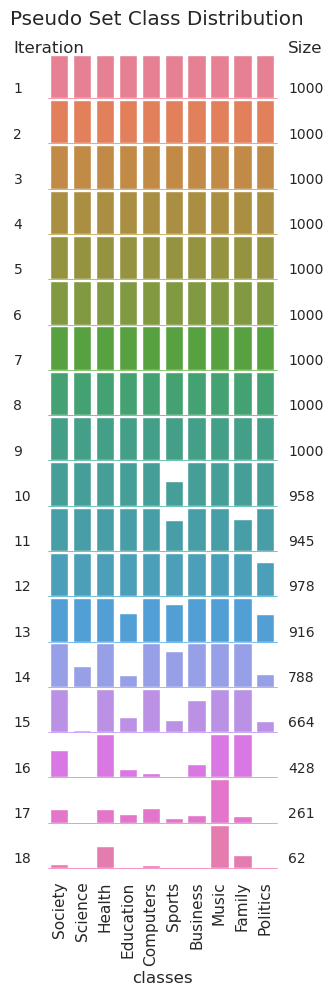 Pseudo Set Class Distribution
Iteration Size
1 1000
2 1000
3 1000
4 1000
5 1000
6 1000
7 1000
8 1000
9 1000
10 958
11 945
12 978
13 916
14 788
15 664
16 428
17 261
18 62
Society
Science
Health
Education
Computers
Sports
Business
Music
Family
Politics
classes